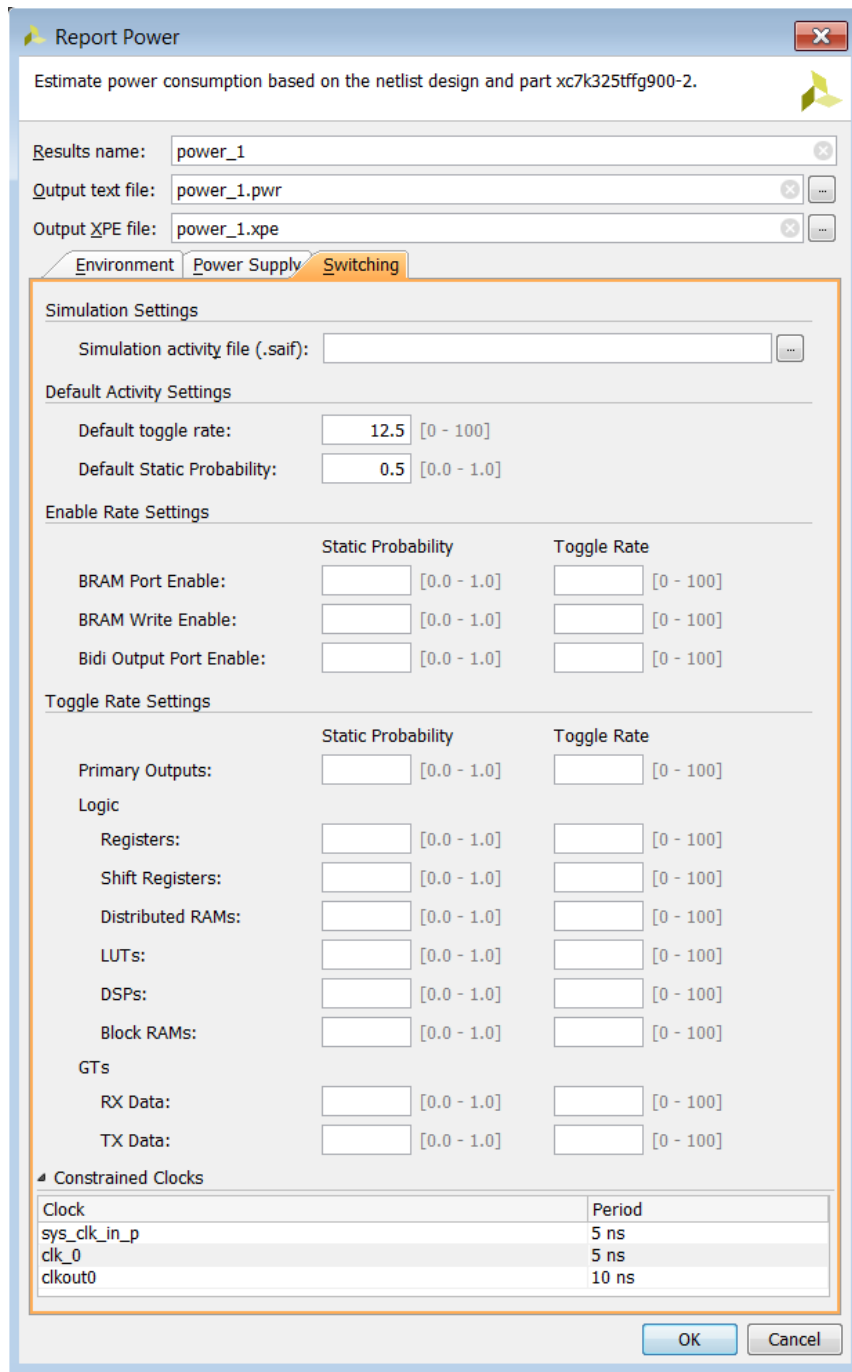 Report Power
Estimate power consumption based on the netlist design and part xc7k325tffg900-2.
Results name: power_1
Output text file: power_1.pwr ...
Output XPE file: power_1.xpe ...
Environment Power Supply Switching
Simulation Settings
Simulation activity file (.saif): ...
Default Activity Settings
Default toggle rate: 12.5 [0 - 100]
Default Static Probability: 0.5 [0.0 - 1.0]
Enable Rate Settings
Static Probability Toggle Rate
BRAM Port Enable: [0.0 - 1.0] [0 - 100]
BRAM Write Enable: [0.0 - 1.0] [0 - 100]
Bidi Output Port Enable: [0.0 - 1.0] [0 - 100]
Toggle Rate Settings
Static Probability Toggle Rate
Primary Outputs: [0.0 - 1.0] [0 - 100]
Logic
Registers: [0.0 - 1.0] [0 - 100]
Shift Registers: [0.0 - 1.0] [0 - 100]
Distributed RAMs: [0.0 - 1.0] [0 - 100]
LUTs: [0.0 - 1.0] [0 - 100]
DSPs: [0.0 - 1.0] [0 - 100]
Block RAMs: [0.0 - 1.0] [0 - 100]
GTs
RX Data: [0.0 - 1.0] [0 - 100]
TX Data: [0.0 - 1.0] [0 - 100]
Constrained Clocks
Clock Period
sys_clk_in_p 5 ns
clk_0 5 ns
clkout0 10 ns
OK Cancel